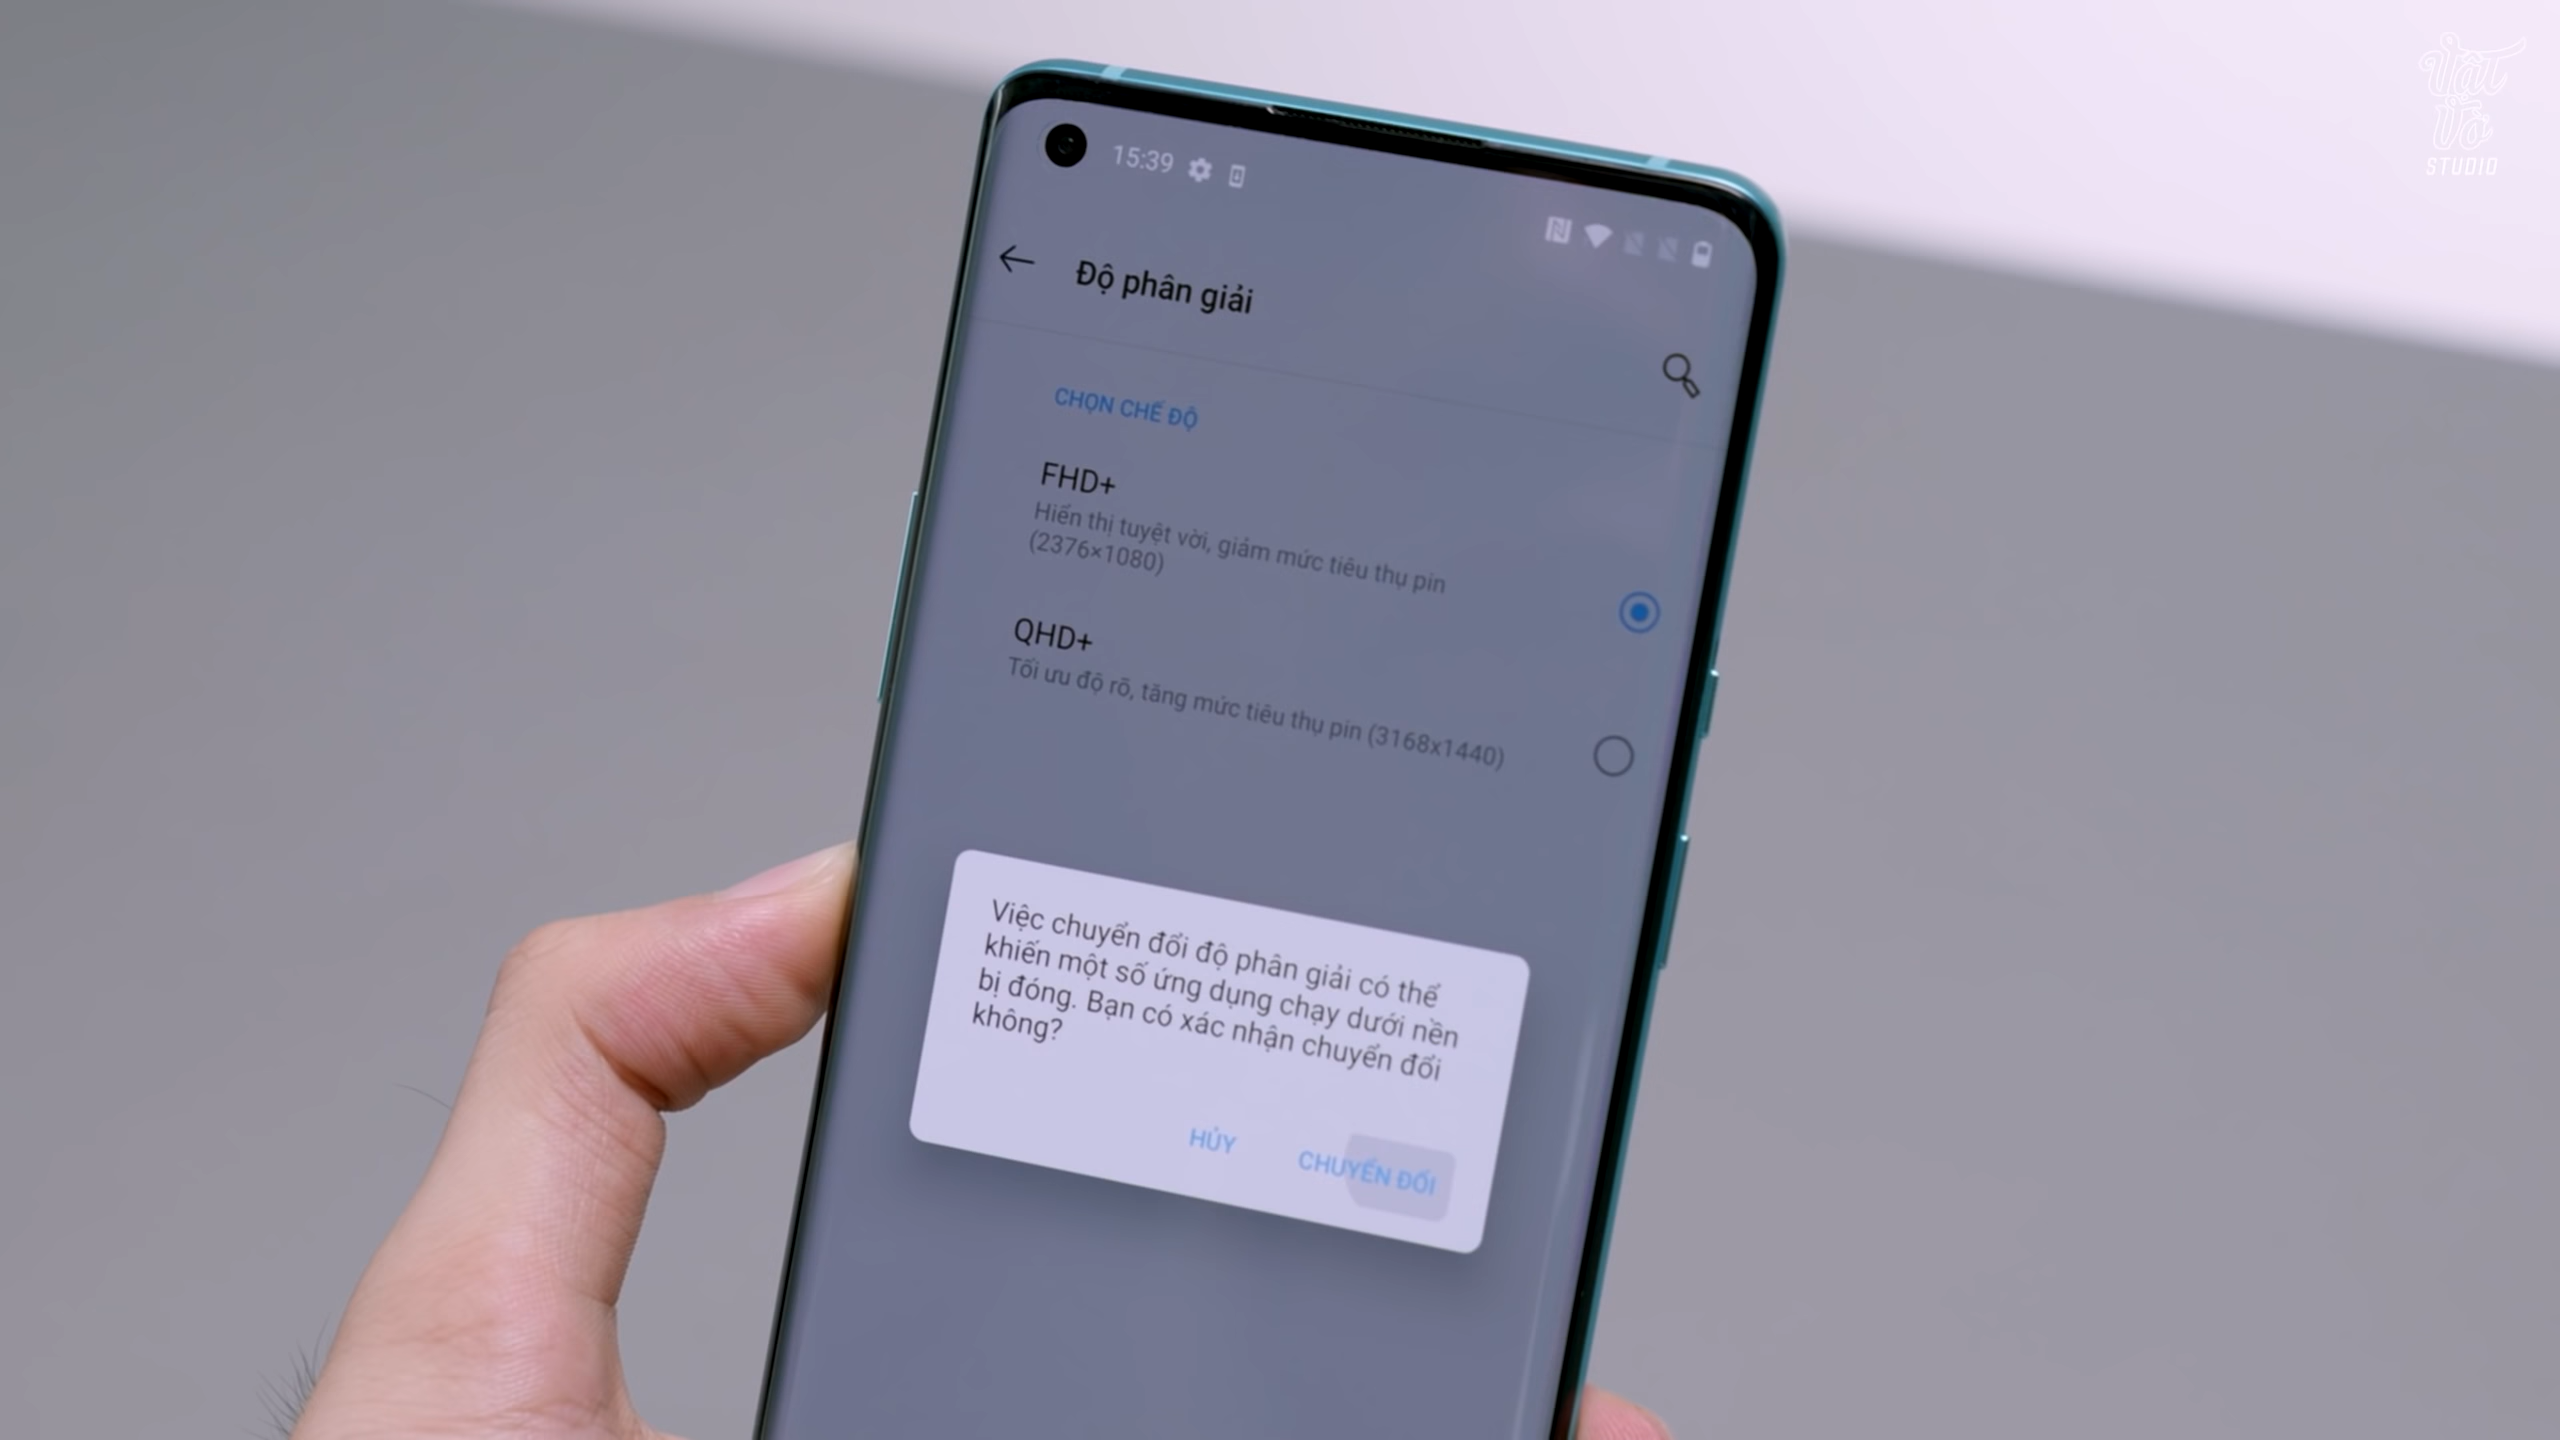 Vật
Vờ
STUDIO
15:39
Độ phân giải
CHỌN CHẾ ĐỘ
FHD+
Hiển thị tuyệt vời, giảm mức tiêu thụ pin
(2376×1080)
QHD+
Tối ưu độ rõ, tăng mức tiêu thụ pin (3168x1440)
Việc chuyển đổi độ phân giải có thể
khiến một số ứng dụng chạy dưới nền
bị đóng. Bạn có xác nhận chuyển đổi
không?
HỦY
CHUYỂN ĐỔI